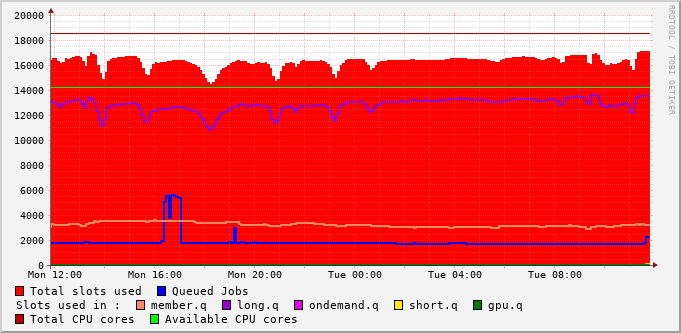 20000
18000
16000
14000
12000
10000
8000
6000
4000
2000
0
Mon 12:00 Mon 16:00 Mon 20:00 Tue 00:00 Tue 04:00 Tue 08:00
RRDTOOL / TOBI OETIKER
Total slots used Queued Jobs
Slots used in : member.q long.q ondemand.q short.q gpu.q
Total CPU cores Available CPU cores